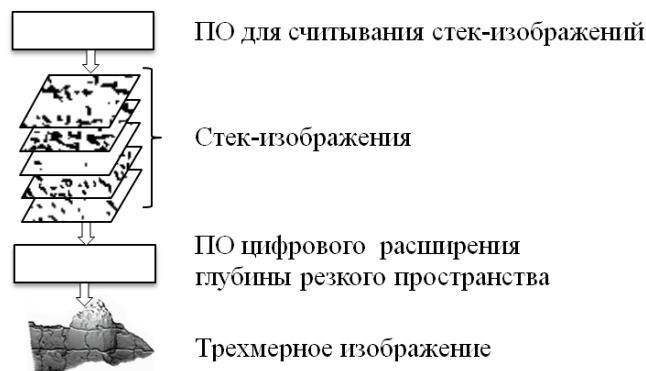 ПО для считывания стек-изображений
Стек-изображения
ПО цифрового расширения
глубины резкого пространства
Трехмерное изображение